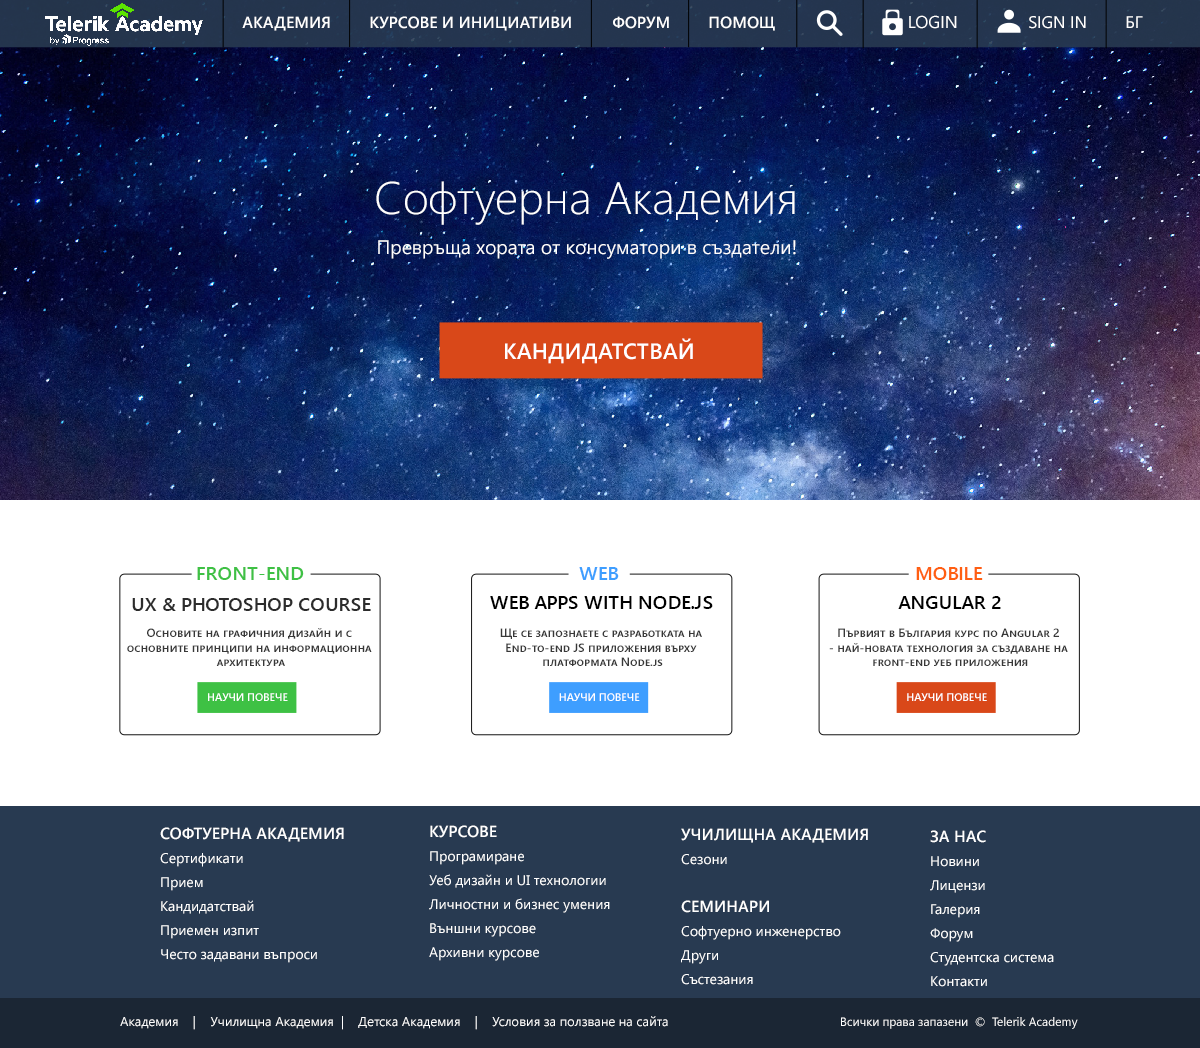 Telerik Academy
by Progress
АКАДЕМИЯ
КУРСОВЕ И ИНИЦИАТИВИ
ФОРУМ
ПОМОЩ
LOGIN
SIGN IN
БГ
Софтуерна Академия
Превръща хората от консуматори в създатели!
КАНДИДАТСТВАЙ
FRONT-END
UX & PHOTOSHOP COURSE
Основите на графичния дизайн и с
основните принципи на информационна
архитектура
НАУЧИ ПОВЕЧЕ
WEB
WEB APPS WITH NODE.JS
Ще се запознаете с разработката на
End-to-end JS приложения върху
платформата Node.js
НАУЧИ ПОВЕЧЕ
MOBILE
ANGULAR 2
Първият в България курс по Angular 2
- най-новата технология за създаване на
front-end уеб приложения
НАУЧИ ПОВЕЧЕ
СОФТУЕРНА АКАДЕМИЯ
Сертификати
Прием
Кандидатствай
Приемен изпит
Често задавани въпроси
КУРСОВЕ
Програмиране
Уеб дизайн и UI технологии
Личностни и бизнес умения
Външни курсове
Архивни курсове
УЧИЛИЩНА АКАДЕМИЯ
Сезони
СЕМИНАРИ
Софтуерно инженерство
Други
Състезания
ЗА НАС
Новини
Лицензи
Галерия
Форум
Студентска система
Контакти
Академия | Училищна Академия | Детска Академия | Условия за ползване на сайта
Всички права запазени © Telerik Academy